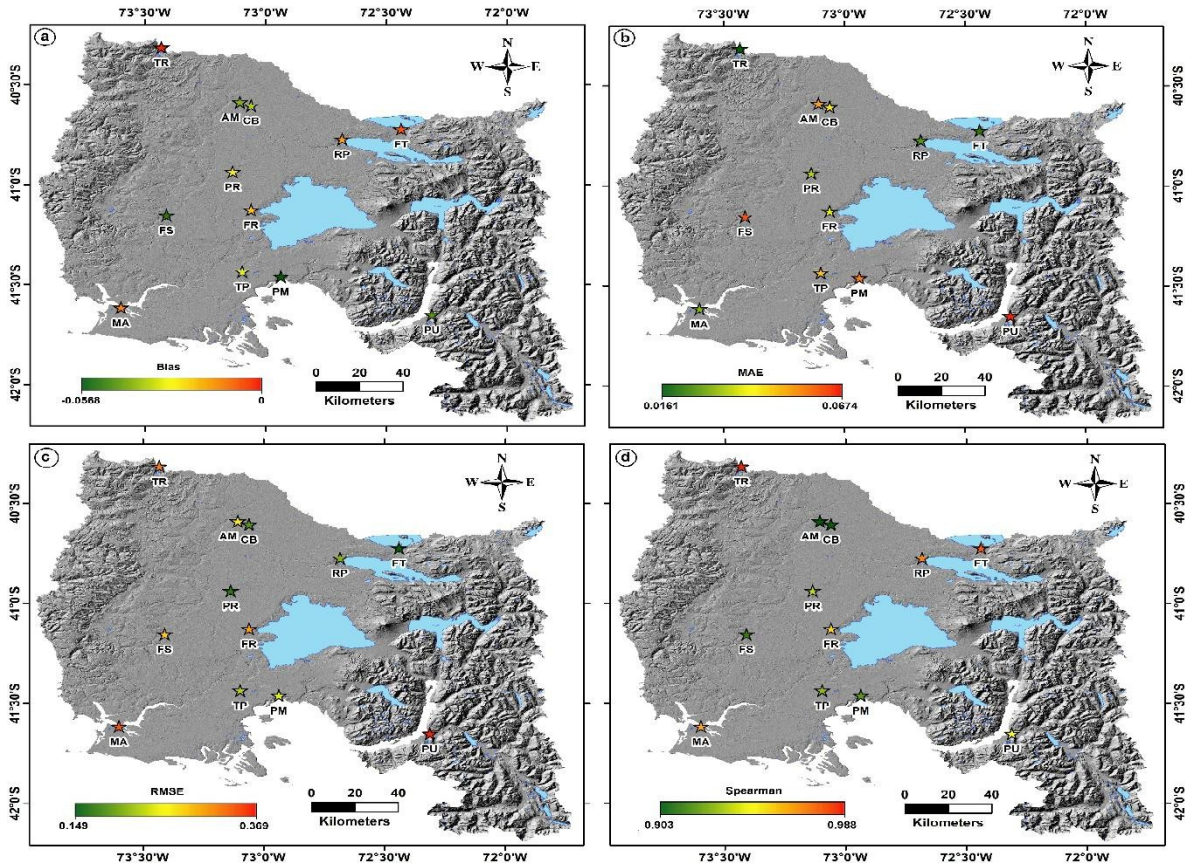 73°30'W 73°0'W 72°30'W 72°0'W 73°30'W 73°0'W 72°30'W 72°0'W
a
N
W E
S
TR
AM CB
RP FT
PR
FS FR
TP PM
MA PU
Bias
-0.0568 0
0 20 40
Kilometers
40°30'S
41°0'S
41°30'S
42°0'S
b
N
W E
S
TR
AM CB
RP FT
PR
FS FR
TP PM
MA PU
MAE
0.0161 0.0674
0 20 40
Kilometers
40°30'S
41°0'S
41°30'S
42°0'S
c
N
W E
S
TR
AM CB
RP FT
PR
FS FR
TP PM
MA PU
RMSE
0.149 0.369
0 20 40
Kilometers
40°30'S
41°0'S
41°30'S
42°0'S
d
N
W E
S
TR
AM CB
RP FT
PR
FS FR
TP PM
MA PU
Spearman
0.903 0.988
0 20 40
Kilometers
40°30'S
41°0'S
41°30'S
42°0'S
73°30'W 73°0'W 72°30'W 72°0'W 73°30'W 73°0'W 72°30'W 72°0'W